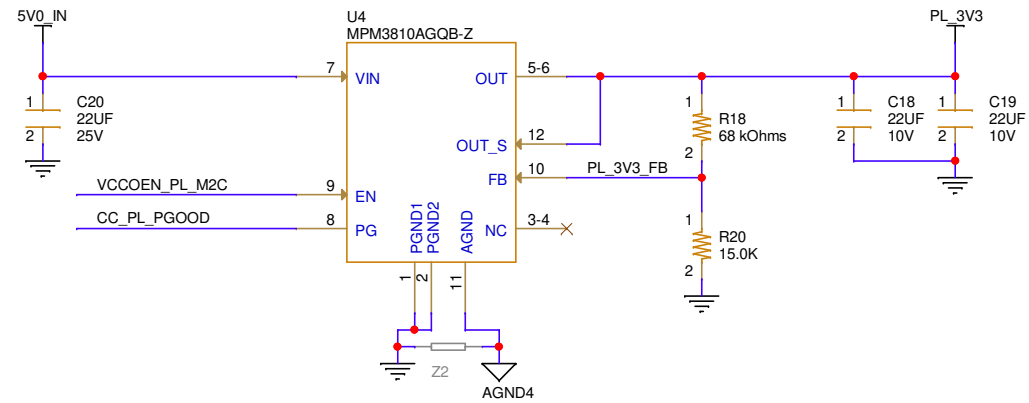 5V0_IN
U4
MPM3810AGQB-Z
PL_3V3
7
VIN
OUT
5-6
1
C20
22UF
25V
2
1
R18
68 kOhms
2
1
C18
22UF
10V
2
1
C19
22UF
10V
2
OUT_S
12
FB
10
PL_3V3_FB
VCCOEN_PL_M2C
9
EN
CC_PL_PGOOD
8
PG
PGND1
PGND2
AGND
NC
3-4
1
R20
15.0K
2
1
2
11
Z2
AGND4